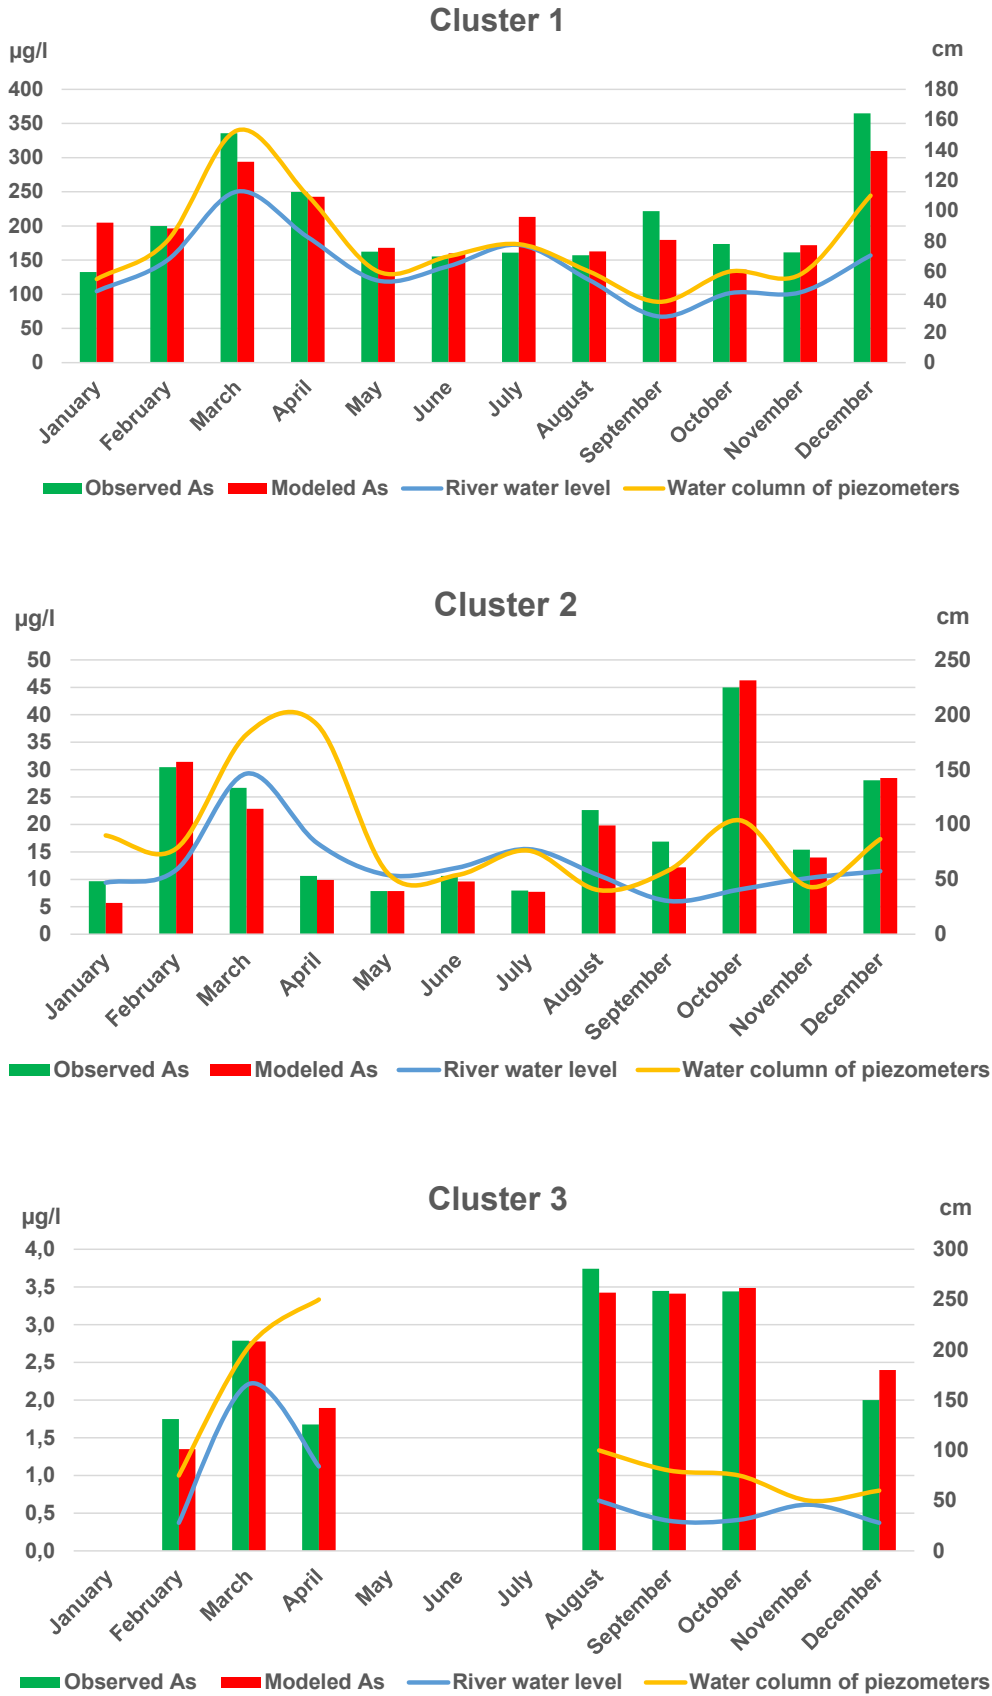 Cluster 1
µg/l cm
400 180
350 160
300 140
250 120
200 100
150 80
100 60
50 40
0 20
0
January February March April May June July August September October November December
Observed As Modeled As River water level Water column of piezometers
Cluster 2
µg/l cm
50 250
45
40 200
35
30 150
25
20 100
15
10 50
5
0 0
January February March April May June July August September October November December
Observed As Modeled As River water level Water column of piezometers
Cluster 3
µg/l cm
4,0 300
3,5 250
3,0
2,5 200
2,0 150
1,5
1,0 100
0,5 50
0,0 0
January February March April May June July August September October November December
Observed As Modeled As River water level Water column of piezometers